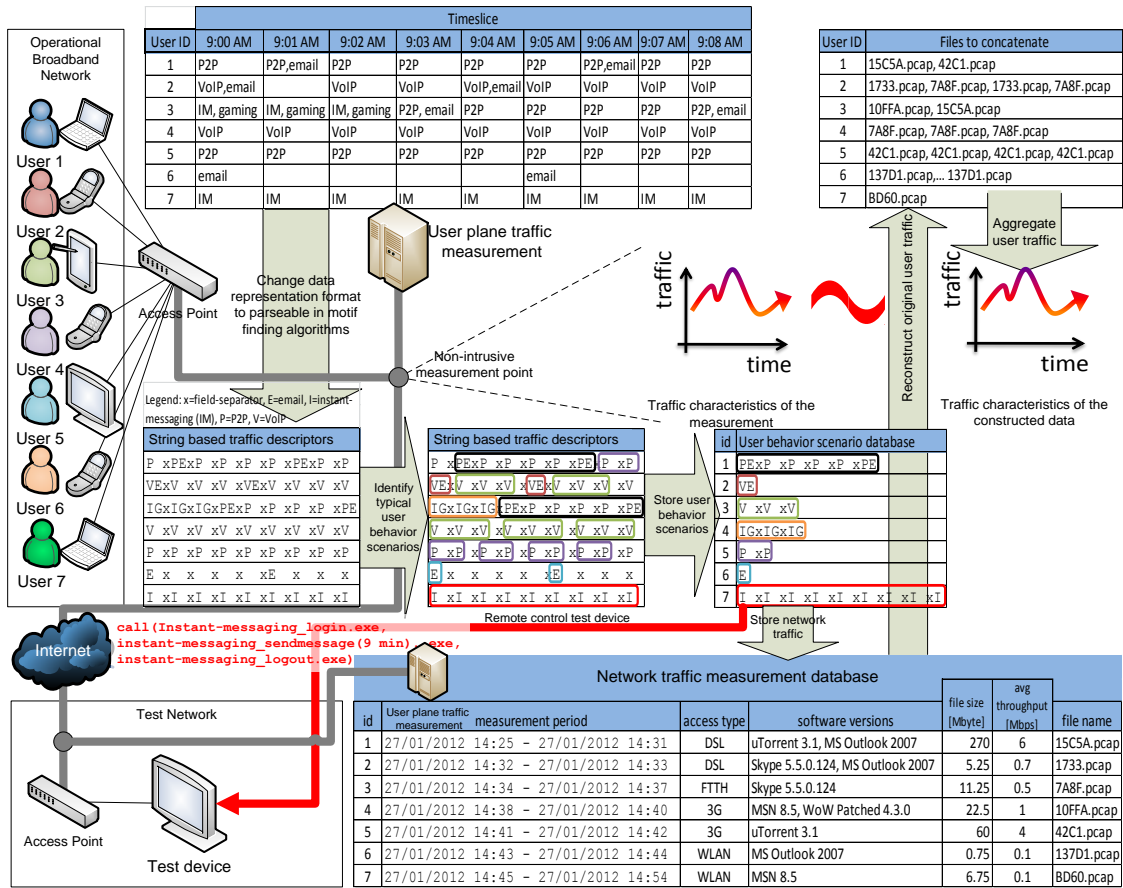 Timeslice
User ID 9:00 AM 9:01 AM 9:02 AM 9:03 AM 9:04 AM 9:05 AM 9:06 AM 9:07 AM 9:08 AM
1 P2P P2P,email P2P P2P P2P P2P P2P,email P2P P2P
2 VoIP,email VoIP VoIP VoIP,email VoIP VoIP VoIP VoIP
3 IM, gaming IM, gaming IM, gaming P2P, email P2P P2P P2P P2P P2P, email
4 VoIP VoIP VoIP VoIP VoIP VoIP VoIP VoIP VoIP
5 P2P P2P P2P P2P P2P P2P P2P P2P P2P
6 email email
7 IM IM IM IM IM IM IM IM IM
User ID Files to concatenate
1 15C5A.pcap, 42C1.pcap
2 1733.pcap, 7A8F.pcap, 1733.pcap, 7A8F.pcap
3 10FFA.pcap, 15C5A.pcap
4 7A8F.pcap, 7A8F.pcap, 7A8F.pcap
5 42C1.pcap, 42C1.pcap, 42C1.pcap, 42C1.pcap
6 137D1.pcap,... 137D1.pcap
7 BD60.pcap
Operational
Broadband
Network
User 1
User 2
User 3
User 4
User 5
User 6
User 7
Access Point
Change data
representation format
to parseable in motif
finding algorithms
User plane traffic
measurement
Non-intrusive
measurement point
traffic
time
Traffic characteristics of the
measurement
Reconstruct original user traffic
Aggregate
user traffic
traffic
time
Traffic characteristics of the
constructed data
Legend: x=field-separator, E=email, I=instant-
messaging (IM), P=P2P, V=VoIP
String based traffic descriptors
P xPExP xP xP xP xPExP xP
VExV xV xV xVExV xV xV
IGxIGxIGxPExP xP xP xP xPE
V xV xV xV xV xV xV xV xV
P xP xP xP xP xP xP xP xP
E x x x x xE x x x
I xI xI xI xI xI xI xI xI
Identify
typical
user
behavior
scenarios
String based traffic descriptors
P xPExP xP xP xP xPExP xP
VExV xV xV xVExV xV xV
IGxIGxIGxPExP xP xP xP xPE
V xV xV xV xV xV xV xV xV
P xP xP xP xP xP xP xP xP
E x x x x xE x x x
I xI xI xI xI xI xI xI xI
Store user
behavior
scenarios
id User behavior scenario database
1 PExP xP xP xP xPE
2 VE
3 V xV xV
4 IGxIGxIG
5 P xP
6 E
7 I xI xI xI xI xI xI xI xI
Remote control test device
Store network
traffic
Internet
call(Instant-messaging_login.exe,
instant-messaging_sendmessage(9 min).exe,
instant-messaging_logout.exe)
Test Network
Access Point
Test device
Network traffic measurement database
id User plane traffic measurement measurement period access type software versions file size [Mbyte] avg throughput [Mbps] file name
1 27/01/2012 14:25 - 27/01/2012 14:31 DSL uTorrent 3.1, MS Outlook 2007 270 6 15C5A.pcap
2 27/01/2012 14:32 - 27/01/2012 14:33 DSL Skype 5.5.0.124, MS Outlook 2007 5.25 0.7 1733.pcap
3 27/01/2012 14:34 - 27/01/2012 14:37 FTTH Skype 5.5.0.124 11.25 0.5 7A8F.pcap
4 27/01/2012 14:38 - 27/01/2012 14:40 3G MSN 8.5, WoW Patched 4.3.0 22.5 1 10FFA.pcap
5 27/01/2012 14:41 - 27/01/2012 14:42 3G uTorrent 3.1 60 4 42C1.pcap
6 27/01/2012 14:43 - 27/01/2012 14:44 WLAN MS Outlook 2007 0.75 0.1 137D1.pcap
7 27/01/2012 14:45 - 27/01/2012 14:54 WLAN MSN 8.5 6.75 0.1 BD60.pcap